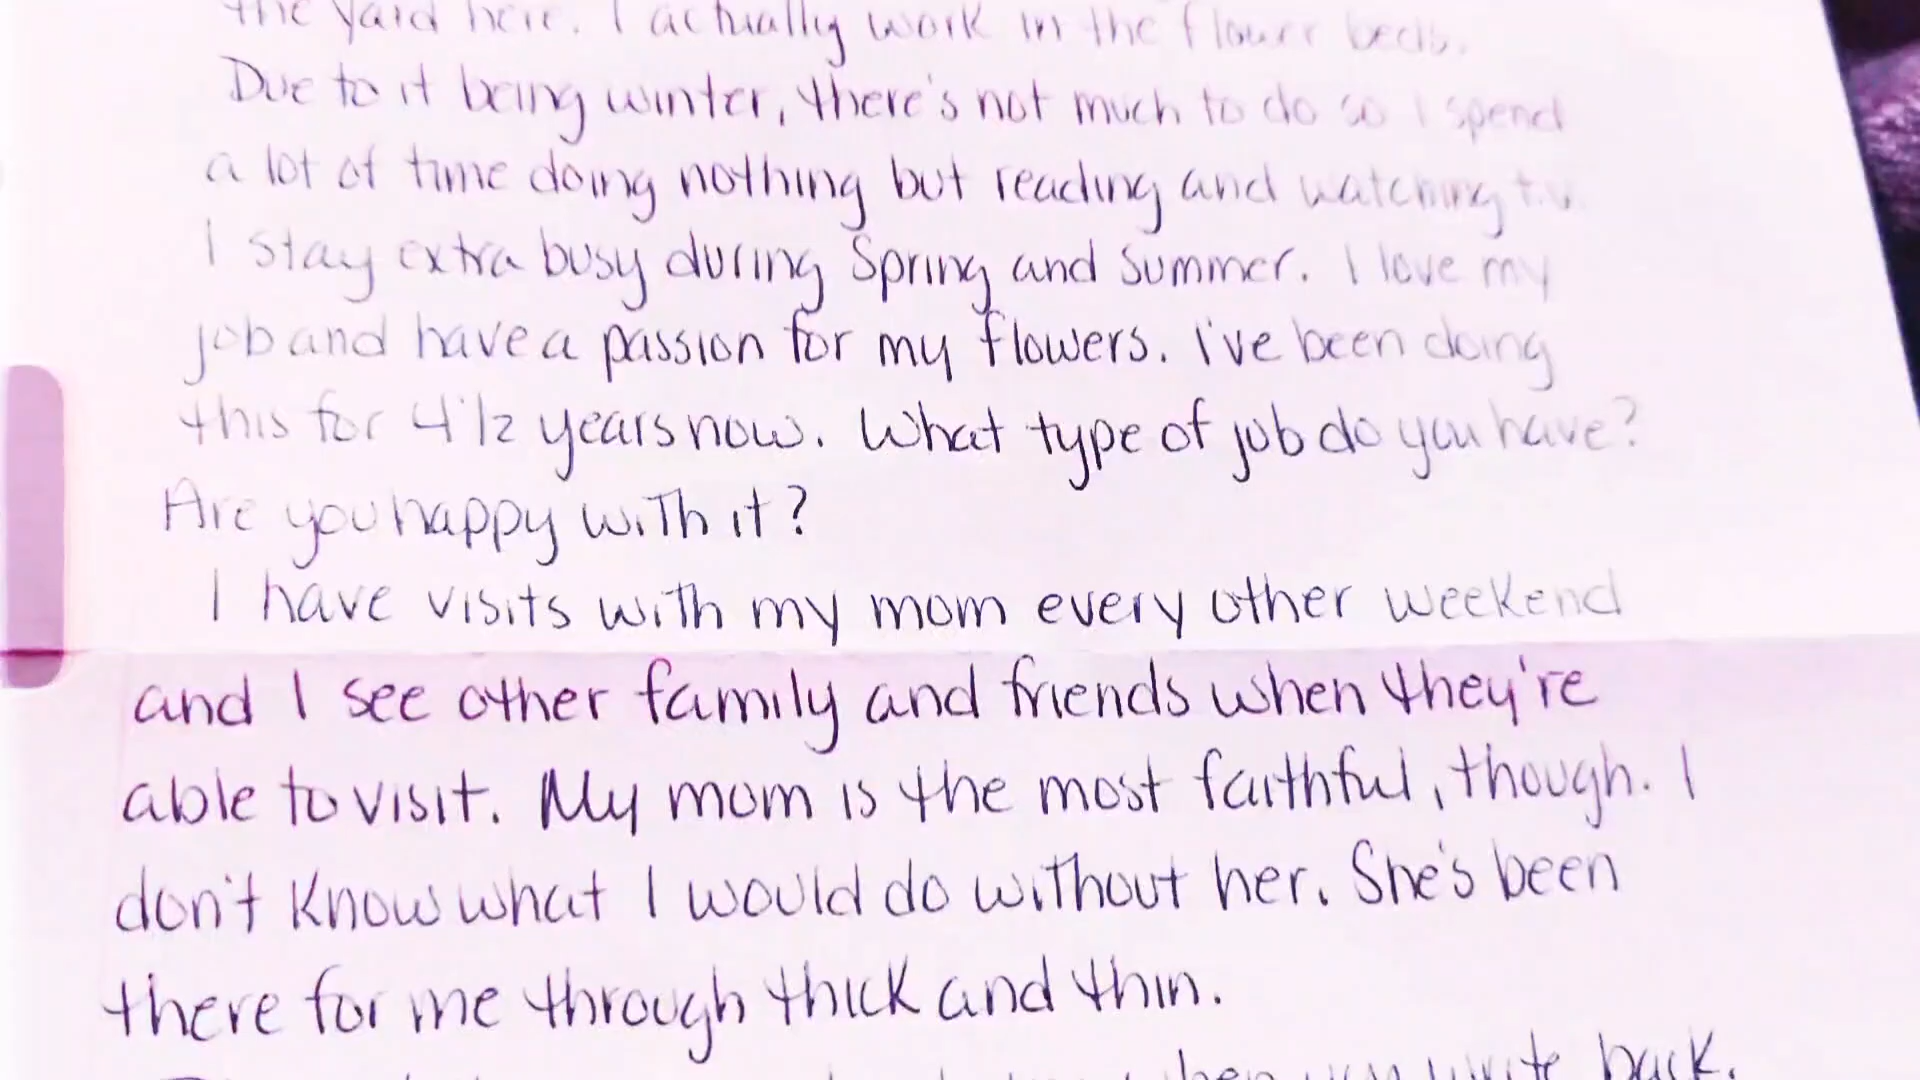 the yard here. I actually work in the flower beds.
Due to it being winter, there's not much to do so I spend
a lot of time doing nothing but reading and watching t.v.
I stay extra busy during Spring and Summer. I love my
job and have a passion for my flowers. I've been doing
this for 4 1/2 years now. What type of job do you have?
Are you happy with it?
I have visits with my mom every other weekend
and I see other family and friends when they're
able to visit. My mom is the most faithful, though. I
don't know what I would do without her. She's been
there for me through thick and thin.
when you write back.